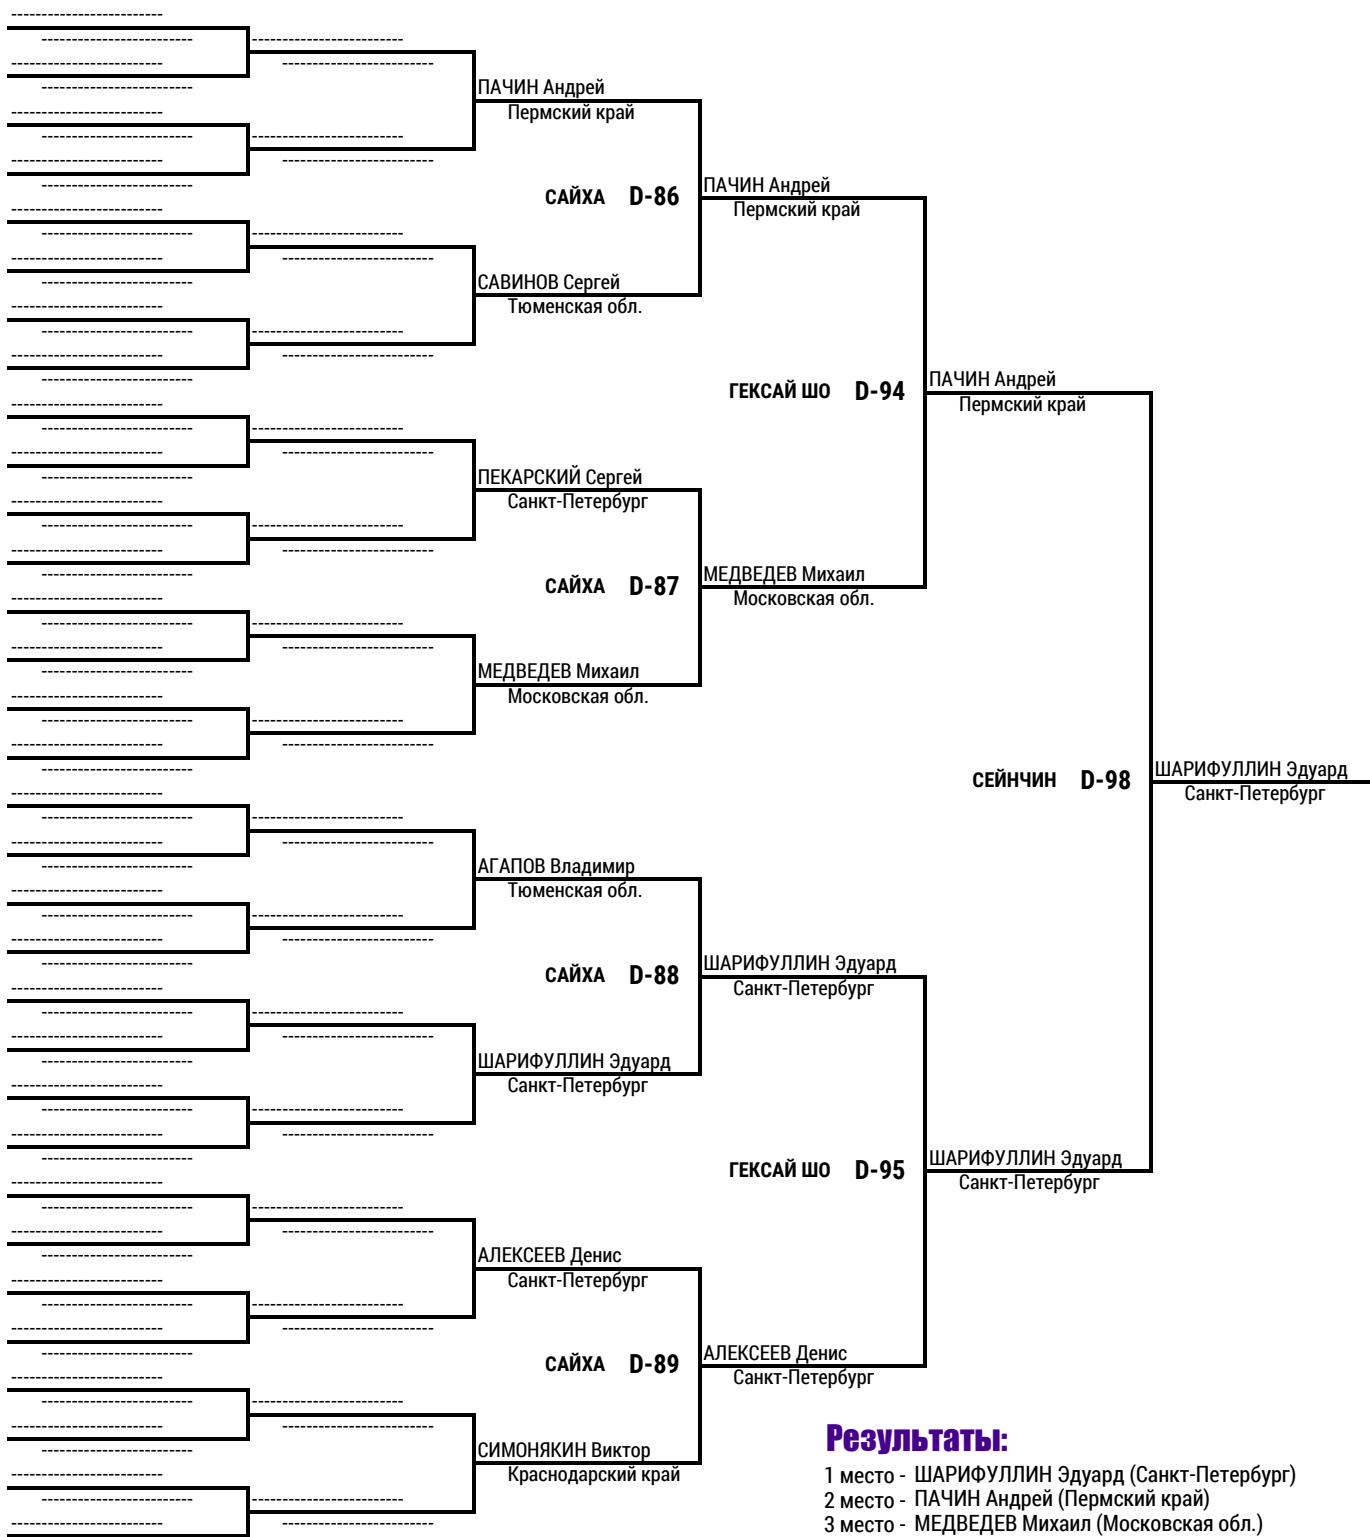 ПАЧИН Андрей
Пермский край
САЙХА D-86
ПАЧИН Андрей
Пермский край
САВИНОВ Сергей
Тюменская обл.
ГЕКСАЙ ШО D-94
ПАЧИН Андрей
Пермский край
ПЕКАРСКИЙ Сергей
Санкт-Петербург
САЙХА D-87
МЕДВЕДЕВ Михаил
Московская обл.
МЕДВЕДЕВ Михаил
Московская обл.
СЕЙНЧИН D-98
ШАРИФУЛЛИН Эдуард
Санкт-Петербург
АГАПОВ Владимир
Тюменская обл.
САЙХА D-88
ШАРИФУЛЛИН Эдуард
Санкт-Петербург
ШАРИФУЛЛИН Эдуард
Санкт-Петербург
ГЕКСАЙ ШО D-95
ШАРИФУЛЛИН Эдуард
Санкт-Петербург
АЛЕКСЕЕВ Денис
Санкт-Петербург
САЙХА D-89
АЛЕКСЕЕВ Денис
Санкт-Петербург
СИМОНЯКИН Виктор
Краснодарский край
Результаты:
1 место - ШАРИФУЛЛИН Эдуард (Санкт-Петербург)
2 место - ПАЧИН Андрей (Пермский край)
3 место - МЕДВЕДЕВ Михаил (Московская обл.)